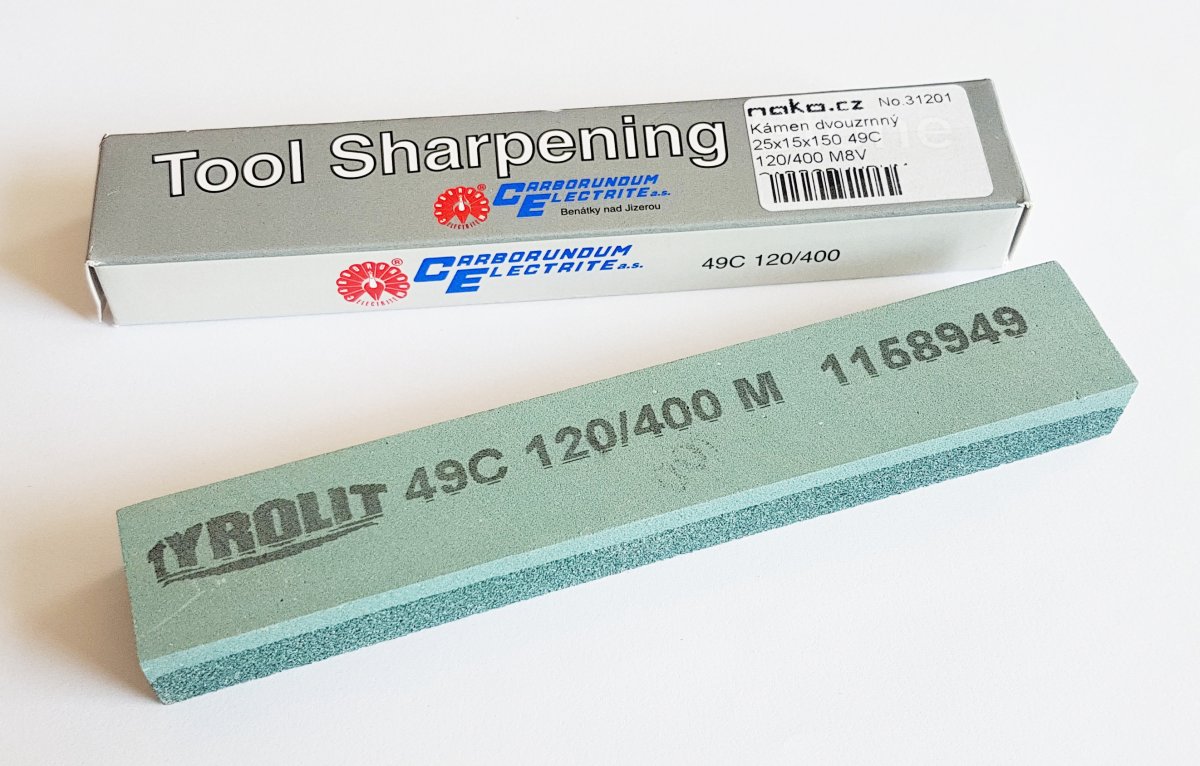 Tool Sharpening
CARBORUNDUM
ELECTRITE a.s.
Benátky nad Jizerou
nako.cz No.31201
Kámen dvouzrnný
25x15x150 49C
120/400 M8V
CARBORUNDUM
ELECTRITE a.s.
49C 120/400
TYROLIT 49C 120/400 M 1158949